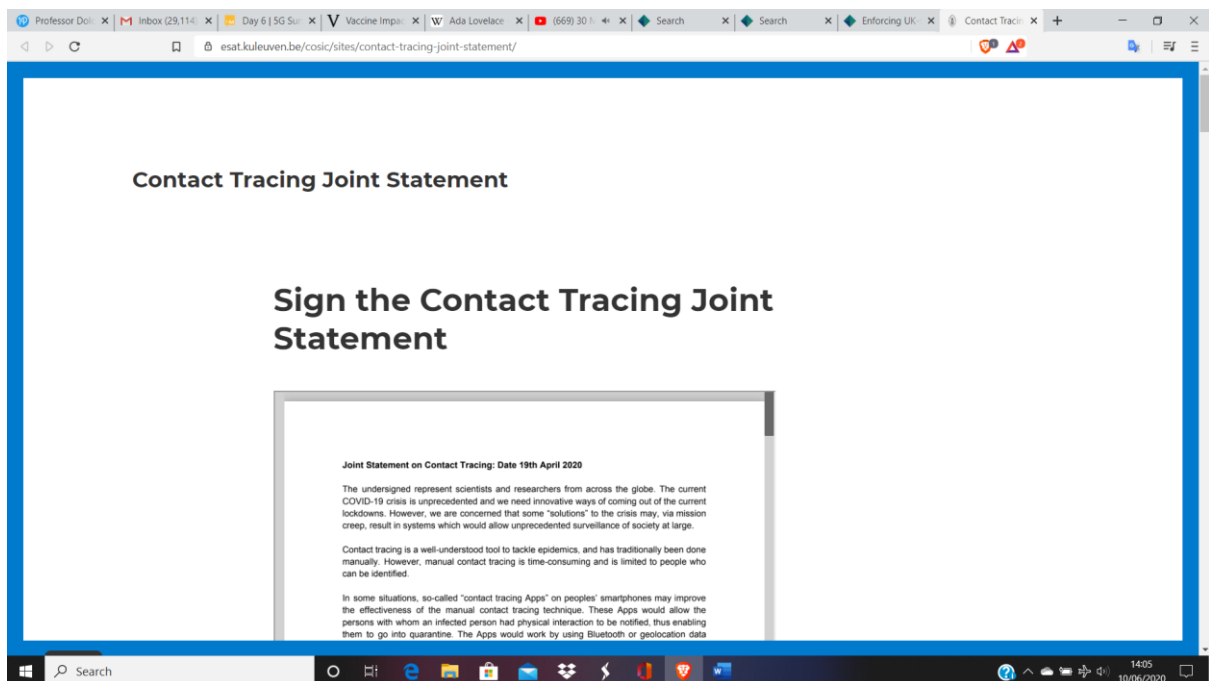 Professor Dol
Inbox (29,114
Day 6 | 5G Su
Vaccine Impac
Ada Lovelace
(669) 30
Search
Search
Enforcing UK-
Contact Tracin
esat.kuleuven.be/cosic/sites/contact-tracing-joint-statement/
Contact Tracing Joint Statement
Sign the Contact Tracing Joint
Statement
Joint Statement on Contact Tracing: Date 19th April 2020
The undersigned represent scientists and researchers from across the globe. The current
COVID-19 crisis is unprecedented and we need innovative ways of coming out of the current
lockdowns. However, we are concerned that some "solutions" to the crisis may, via mission
creep, result in systems which would allow unprecedented surveillance of society at large.
Contact tracing is a well-understood tool to tackle epidemics, and has traditionally been done
manually. However, manual contact tracing is time-consuming and is limited to people who
can be identified.
In some situations, so-called "contact tracing Apps" on peoples' smartphones may improve
the effectiveness of the manual contact tracing technique. These Apps would allow the
persons with whom an infected person had physical interaction to be notified, thus enabling
them to go into quarantine. The Apps would work by using Bluetooth or geolocation data
Search
14:05
10/06/2020